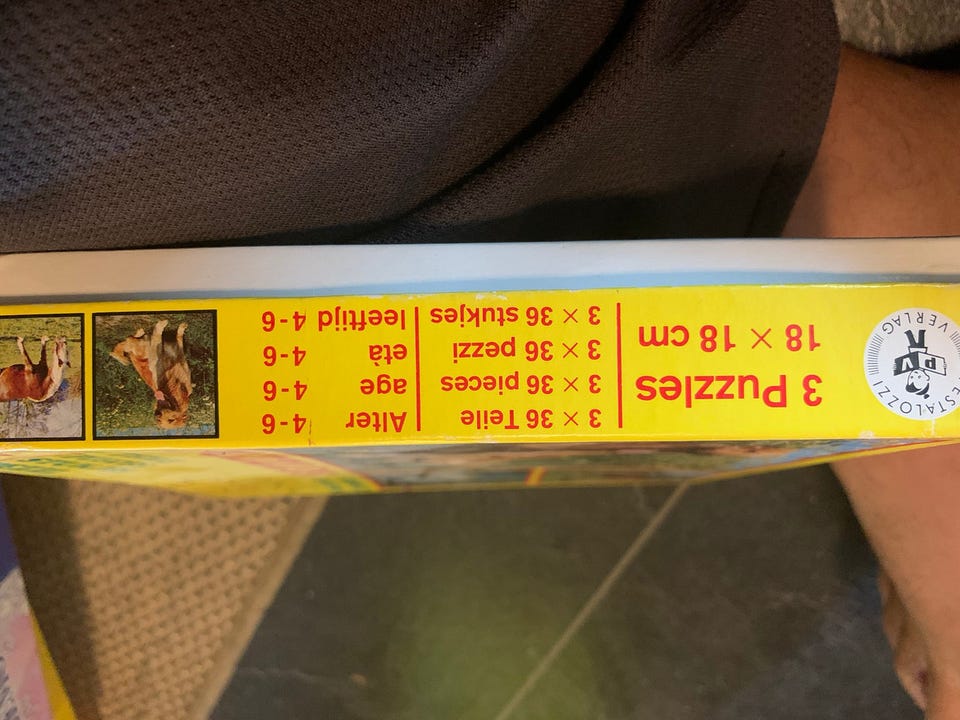 PESTALOZZI
VERLAG
PV
3 Puzzles
18 × 18 cm
3 × 36 Teile
3 × 36 pieces
3 × 36 pezzi
3 × 36 stukjes
Alter 4-6
age 4-6
età 4-6
leeftijd 4-6